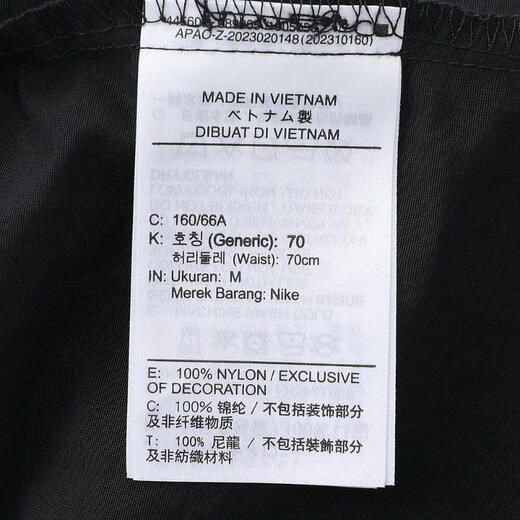 APAO-Z-2023020148 (202310160)
MADE IN VIETNAM
ベトナム製
DIBUAT DI VIETNAM
C: 160/66A
K: 호칭 (Generic): 70
허리둘레 (Waist): 70cm
IN: Ukuran: M
Merek Barang: Nike
E: 100% NYLON / EXCLUSIVE
OF DECORATION
C: 100% 锦纶 / 不包括装饰部分
及非纤维物质
T: 100% 尼龍 / 不包括裝飾部分
及非紡織材料